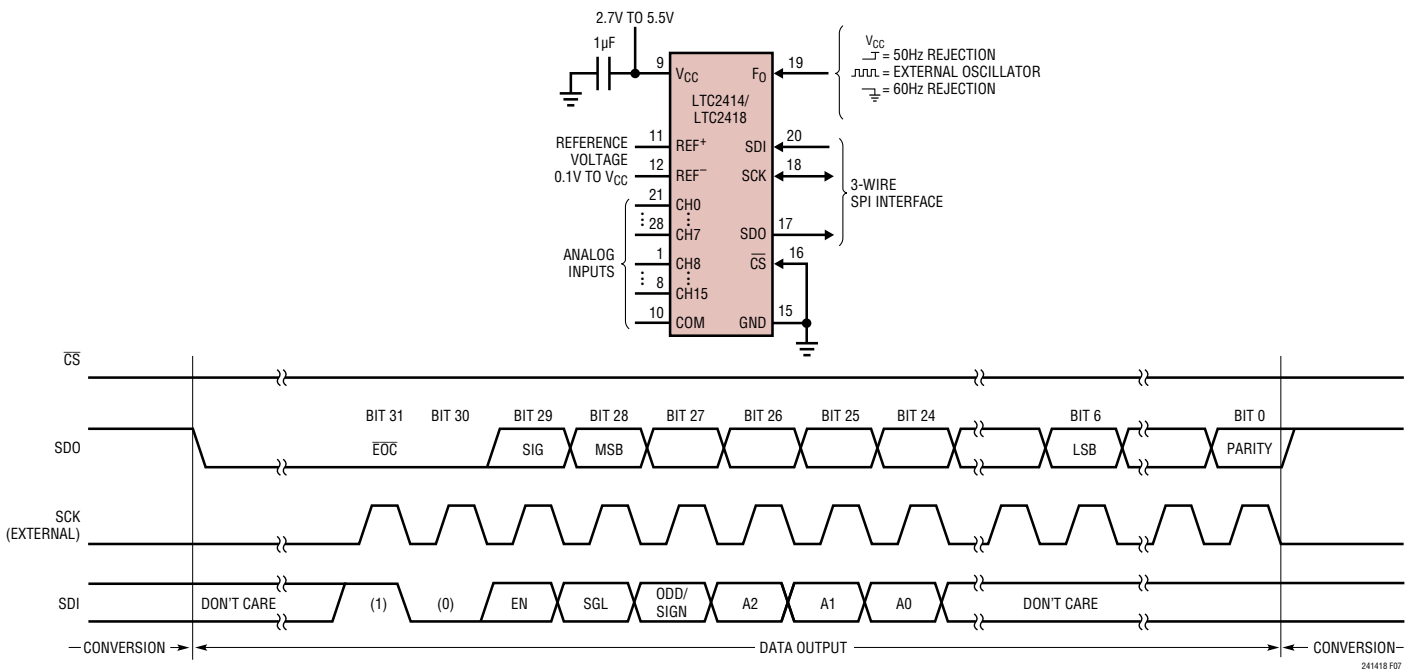 2.7V TO 5.5V
1µF
9
VCC
FO
19
VCC
= 50Hz REJECTION
= EXTERNAL OSCILLATOR
= 60Hz REJECTION
LTC2414/
LTC2418
REFERENCE
VOLTAGE
0.1V TO VCC
11
REF+
12
REF–
SDI
20
SCK
18
3-WIRE
SPI INTERFACE
ANALOG
INPUTS
21
CH0
28
CH7
1
CH8
8
CH15
10
COM
SDO
17
CS
16
GND
15
CS
BIT 31 BIT 30 BIT 29 BIT 28 BIT 27 BIT 26 BIT 25 BIT 24 BIT 6 BIT 0
SDO EOC SIG MSB LSB PARITY
SCK
(EXTERNAL)
SDI DON'T CARE (1) (0) EN SGL ODD/
SIGN A2 A1 A0 DON'T CARE
CONVERSION DATA OUTPUT CONVERSION
241418 F07